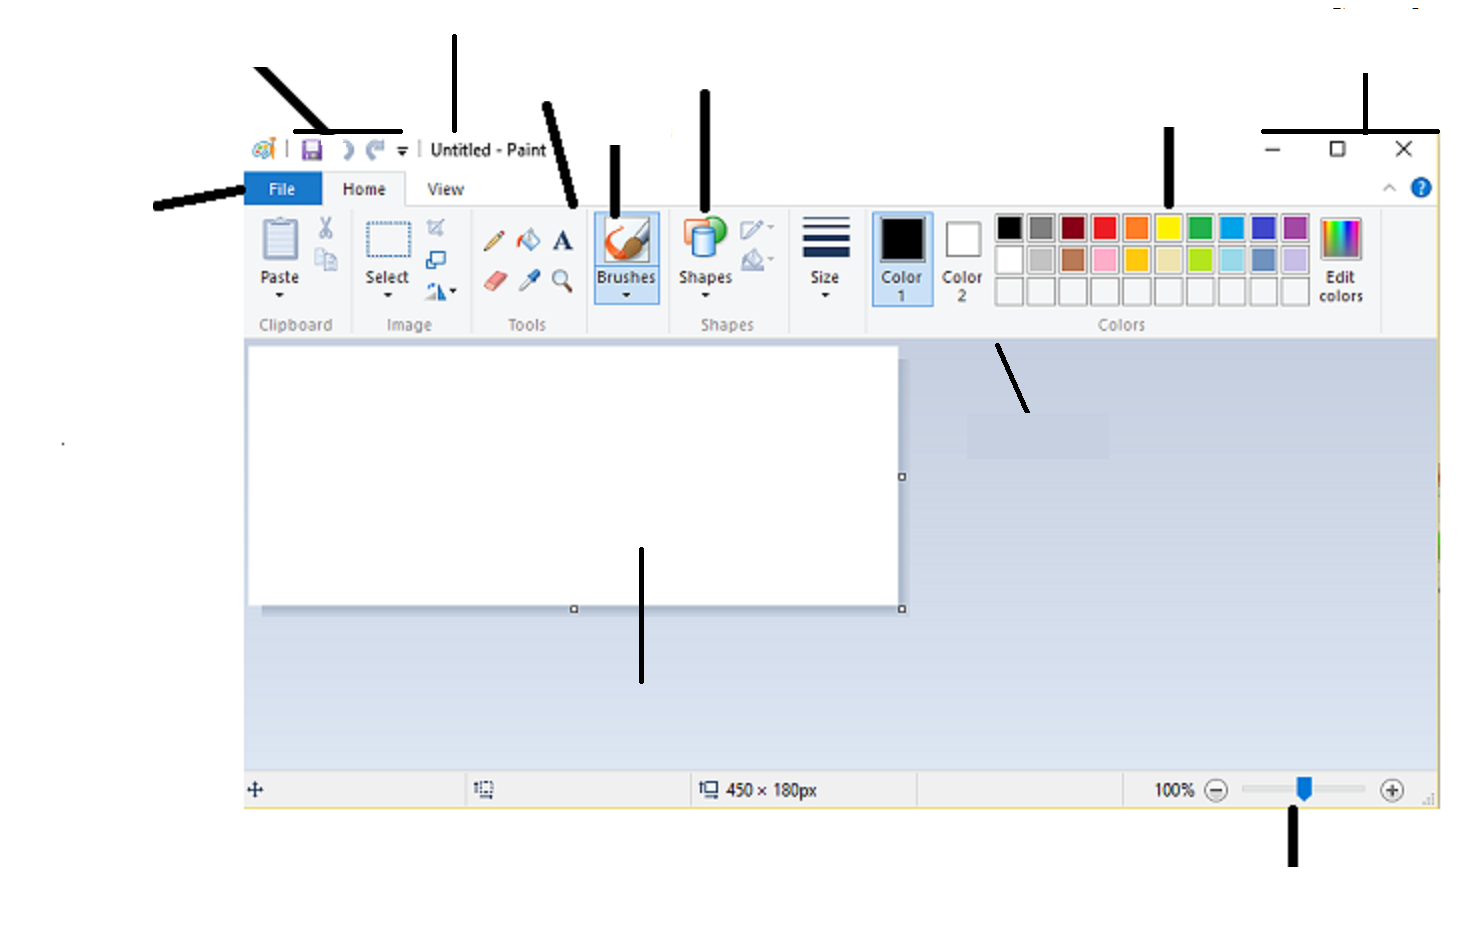 Untitled - Paint
File Home View
Paste Select A Brushes Shapes Size Color 1 Color 2 Edit colors
Clipboard Image Tools Shapes Colors
450 × 180px 100%